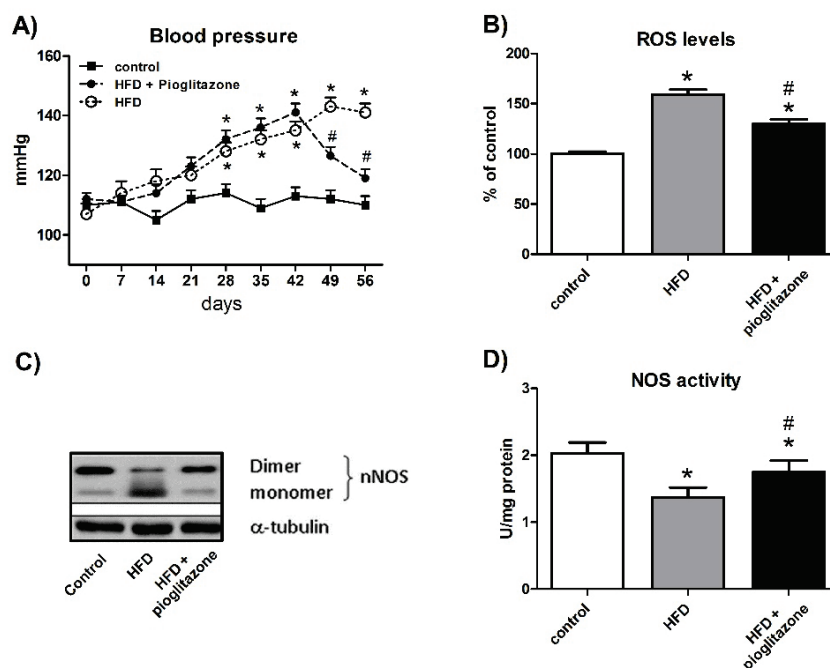 A)
Blood pressure
control
HFD + Pioglitazone
HFD
160
140
120
100
mmHg
* * * * *
* * *
# #
0 7 14 21 28 35 42 49 56
days
B)
ROS levels
200
150
100
50
0
% of control
*
#
*
control
HFD
HFD +
pioglitazone
C)
Dimer
monomer
nNOS
α-tubulin
Control
HFD
HFD +
pioglitazone
D)
NOS activity
3
2
1
0
U/mg protein
*
#
*
control
HFD
HFD +
pioglitazone